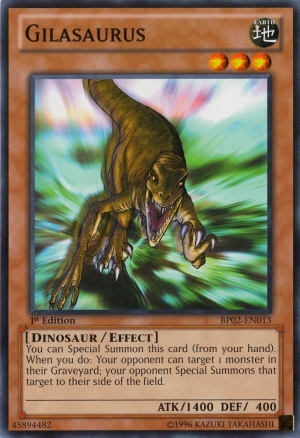 GILASAURUS
EARTH
地
1st Edition
BP02-EN013
[DINOSAUR / EFFECT]
You can Special Summon this card (from your hand).
When you do: Your opponent can target 1 monster in
their Graveyard; your opponent Special Summons that
target to their side of the field.
ATK/1400 DEF/ 400
45894482
©1996 KAZUKI TAKAHASHI